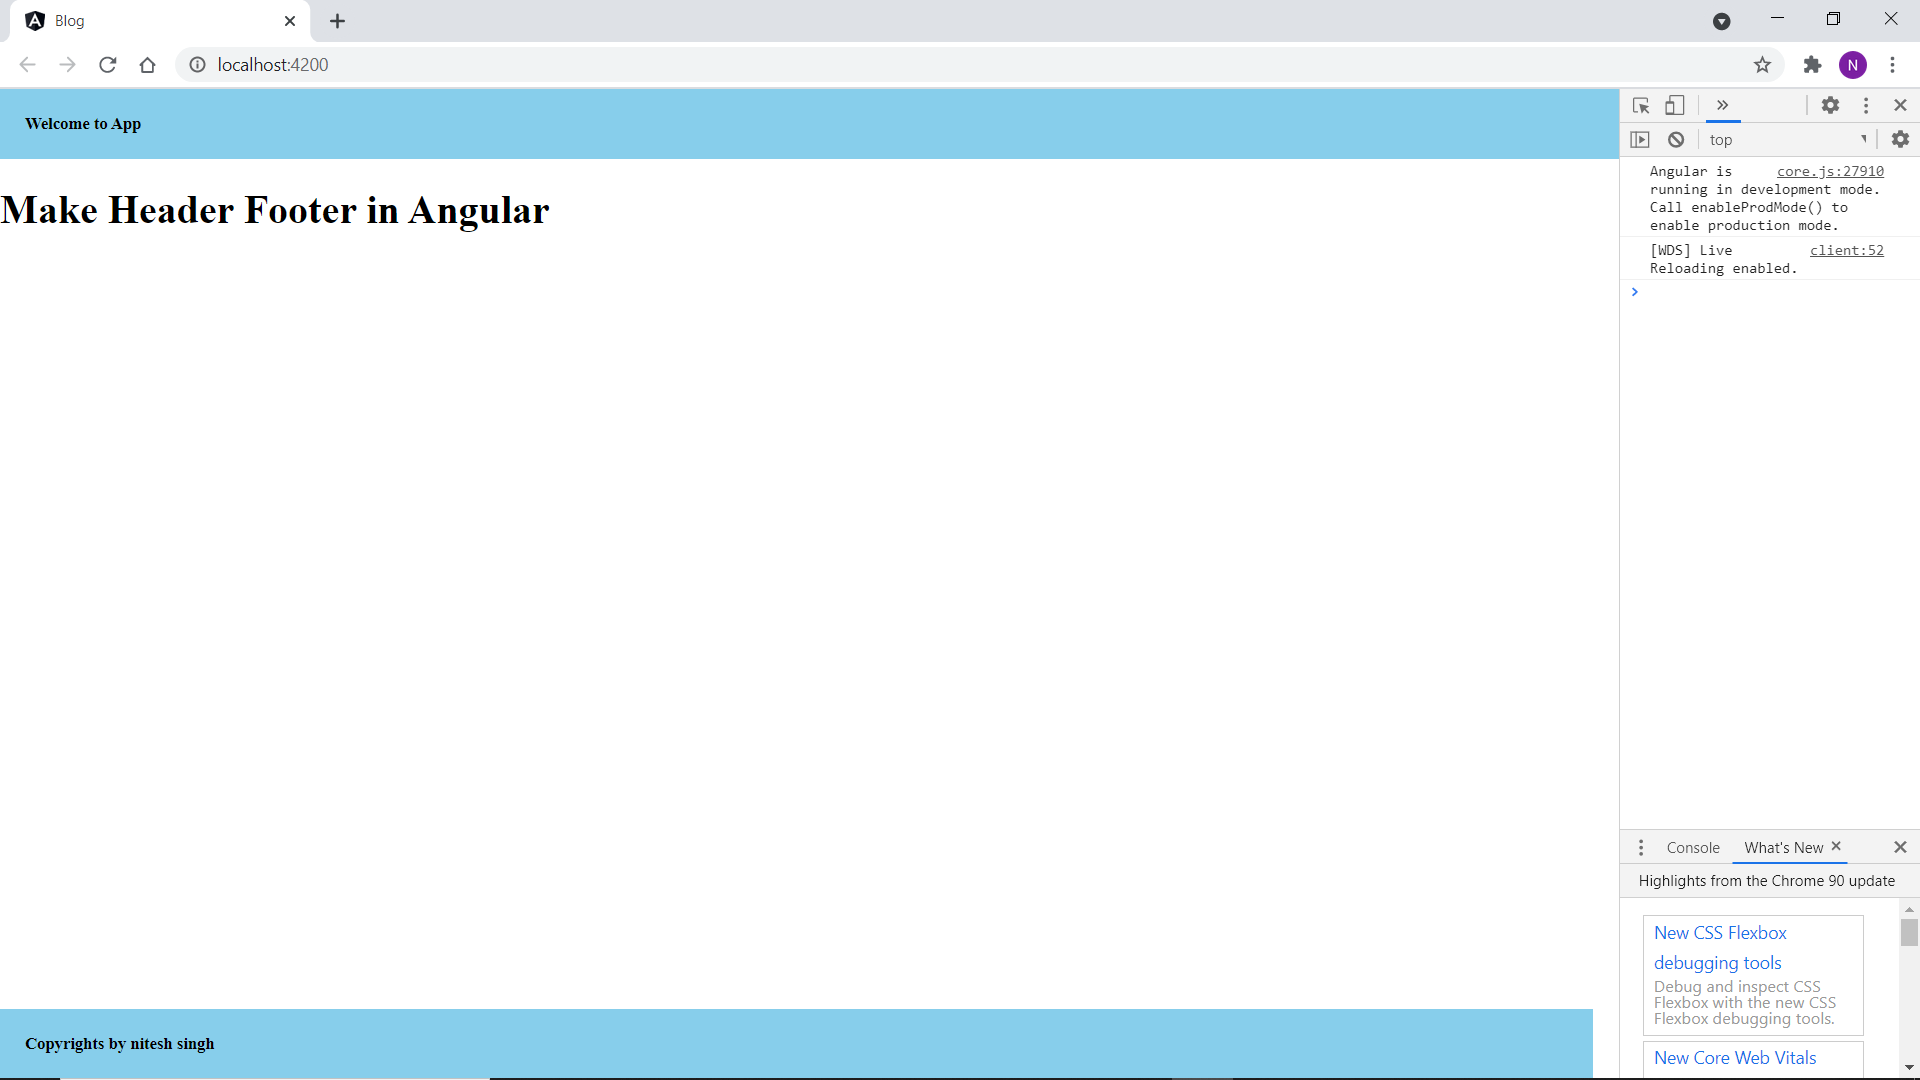 Blog
localhost:4200
N
Welcome to App
Make Header Footer in Angular
Copyrights by nitesh singh
top
Angular is core.js:27910
running in development mode.
Call enableProdMode() to
enable production mode.
[WDS] Live client:52
Reloading enabled.
Console What's New
Highlights from the Chrome 90 update
New CSS Flexbox
debugging tools
Debug and inspect CSS
Flexbox with the new CSS
Flexbox debugging tools.
New Core Web Vitals